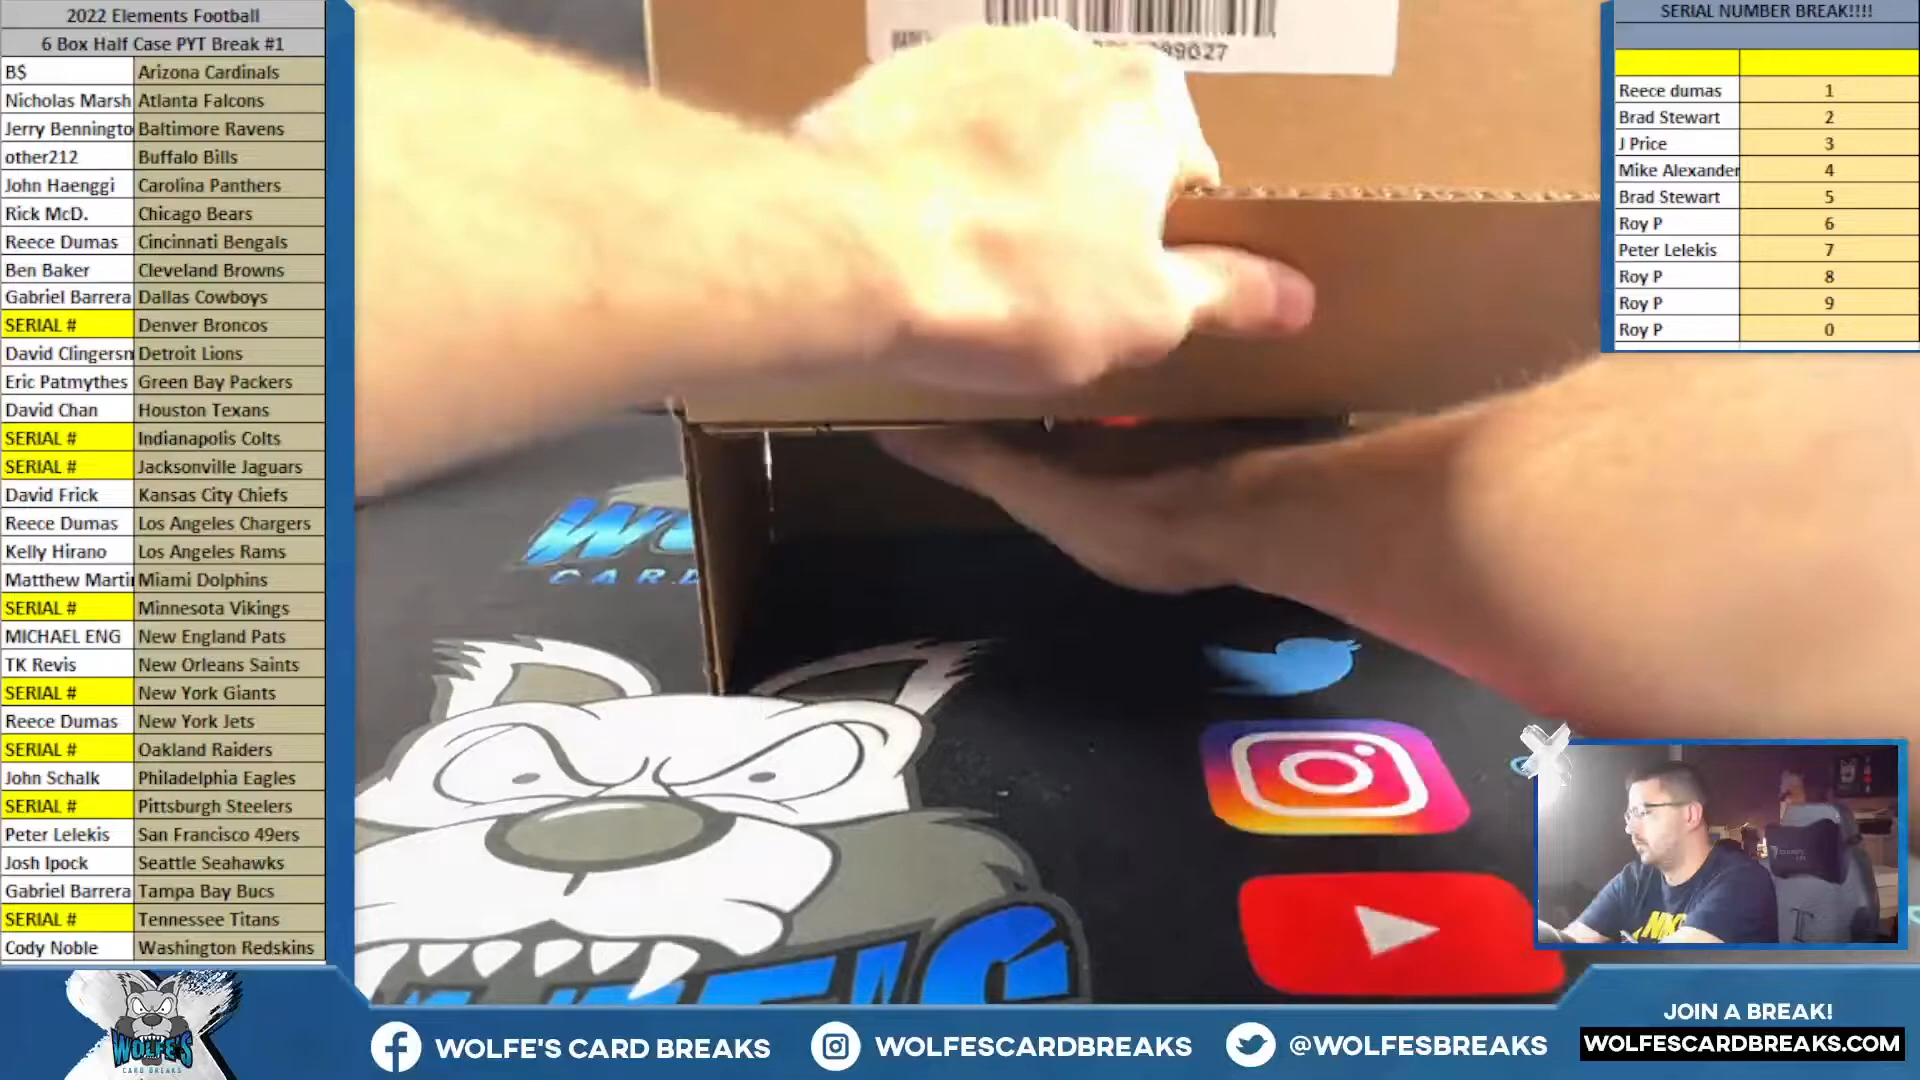 2022 Elements Football
6 Box Half Case PYT Break #1
B$ Arizona Cardinals
Nicholas Marsh Atlanta Falcons
Jerry Benningto Baltimore Ravens
other212 Buffalo Bills
John Haenggi Carolina Panthers
Rick McD. Chicago Bears
Reece Dumas Cincinnati Bengals
Ben Baker Cleveland Browns
Gabriel Barrera Dallas Cowboys
SERIAL # Denver Broncos
David Clingersn Detroit Lions
Eric Patmythes Green Bay Packers
David Chan Houston Texans
SERIAL # Indianapolis Colts
SERIAL # Jacksonville Jaguars
David Frick Kansas City Chiefs
Reece Dumas Los Angeles Chargers
Kelly Hirano Los Angeles Rams
Matthew Marti Miami Dolphins
SERIAL # Minnesota Vikings
MICHAEL ENG New England Pats
TK Revis New Orleans Saints
SERIAL # New York Giants
Reece Dumas New York Jets
SERIAL # Oakland Raiders
John Schalk Philadelphia Eagles
SERIAL # Pittsburgh Steelers
Peter Lelekis San Francisco 49ers
Josh Ipock Seattle Seahawks
Gabriel Barrera Tampa Bay Bucs
SERIAL # Tennessee Titans
Cody Noble Washington Redskins
SERIAL NUMBER BREAK!!!!
Reece dumas 1
Brad Stewart 2
J Price 3
Mike Alexander 4
Brad Stewart 5
Roy P 6
Peter Lelekis 7
Roy P 8
Roy P 9
Roy P 0
CARD
WOLFE'S
CARD BREAKS
WOLFE'S CARD BREAKS
WOLFESCARDBREAKS
@WOLFESBREAKS
JOIN A BREAK!
WOLFESCARDBREAKS.COM